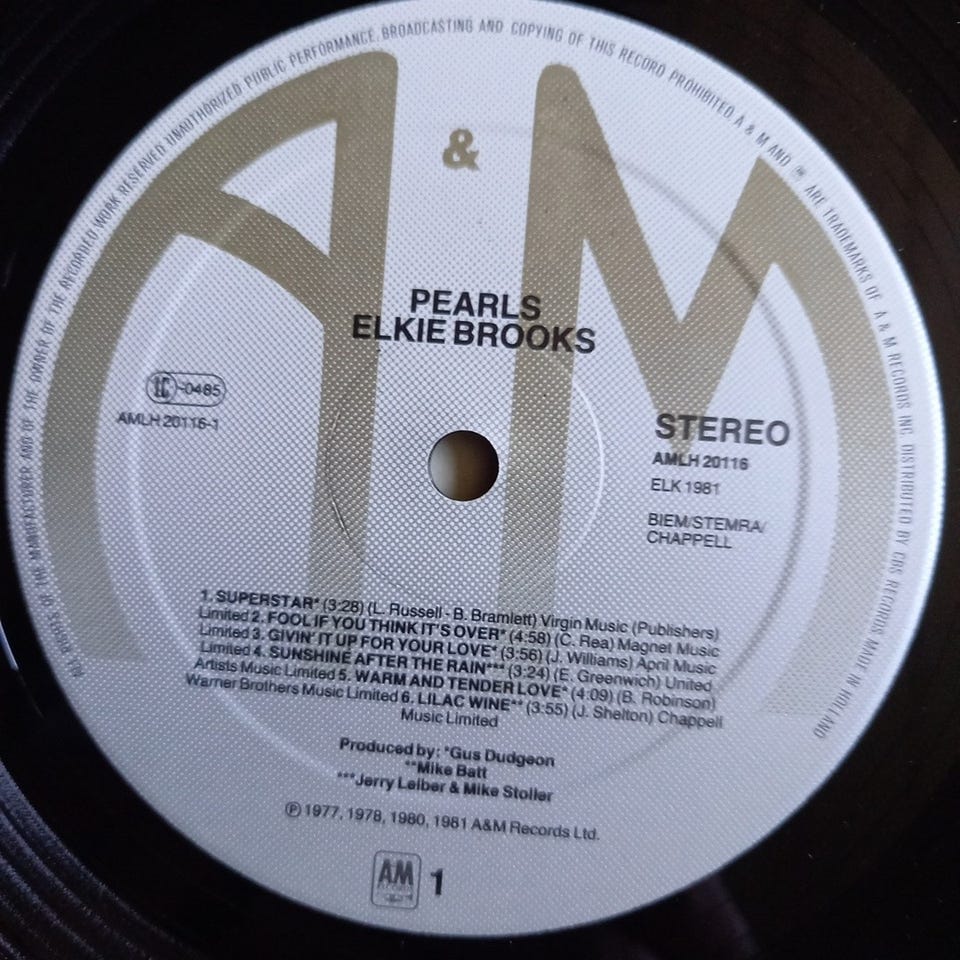 ALL RIGHTS OF THE MANUFACTURER AND OF THE OWNER OF THE RECORDED WORK RESERVED UNAUTHORIZED PUBLIC PERFORMANCE. BROADCASTING AND COPYING OF THIS RECORD PROHIBITED A & M AND ARE TRADEMARKS OF A & M RECORDS INC. DISTRIBUTED BY CBS RECORDS MADE IN HOLLAND
A & M
PEARLS
ELKIE BROOKS
LC-0485
AMLH 20116-1
STEREO
AMLH 20116
ELK 1981
BIEM/STEMRA/
CHAPPELL
1. SUPERSTAR* (3:28) (L. Russell - B. Bramlett) Virgin Music (Publishers)
Limited 2. FOOL IF YOU THINK IT'S OVER* (4:58) (C. Rea) Magnet Music
Limited 3. GIVIN' IT UP FOR YOUR LOVE* (3:56) (J. Williams) April Music
Limited 4. SUNSHINE AFTER THE RAIN*** (3:24) (E. Greenwich) United
Artists Music Limited 5. WARM AND TENDER LOVE* (4:09) (B. Robinson)
Warner Brothers Music Limited 6. LILAC WINE** (3:55) (J. Shelton) Chappell
Music Limited
Produced by: *Gus Dudgeon
**Mike Batt
***Jerry Leiber & Mike Stoller
℗ 1977, 1978, 1980, 1981 A&M Records Ltd.
AM
1